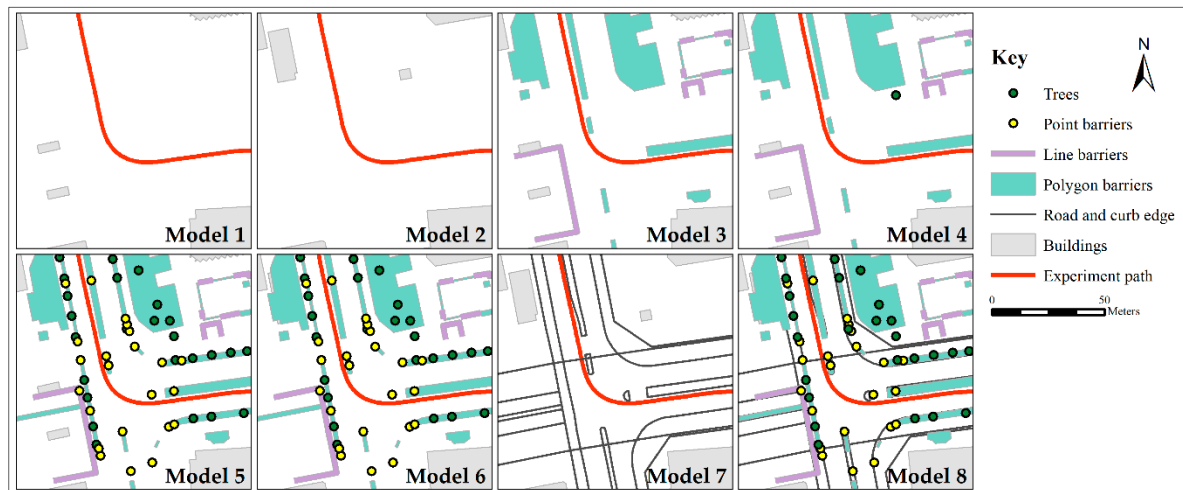 Model 1
Model 2
Model 3
Model 4
Model 5
Model 6
Model 7
Model 8
Key
N
Trees
Point barriers
Line barriers
Polygon barriers
Road and curb edge
Buildings
Experiment path
0 50
Meters